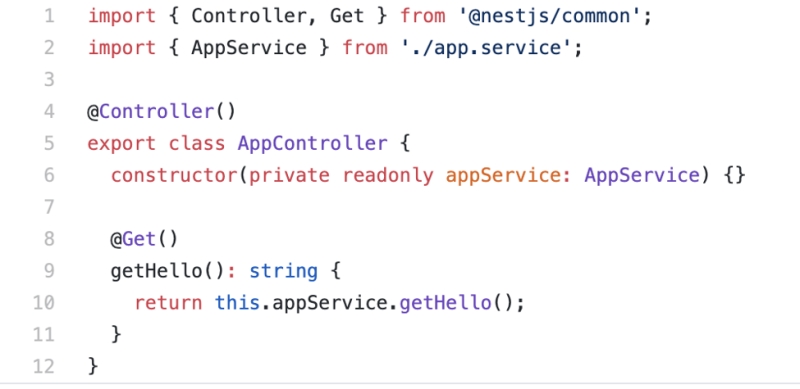 1 import { Controller, Get } from '@nestjs/common';
2 import { AppService } from './app.service';
3
4 @Controller()
5 export class AppController {
6   constructor(private readonly appService: AppService) {}
7
8   @Get()
9   getHello(): string {
10     return this.appService.getHello();
11   }
12 }